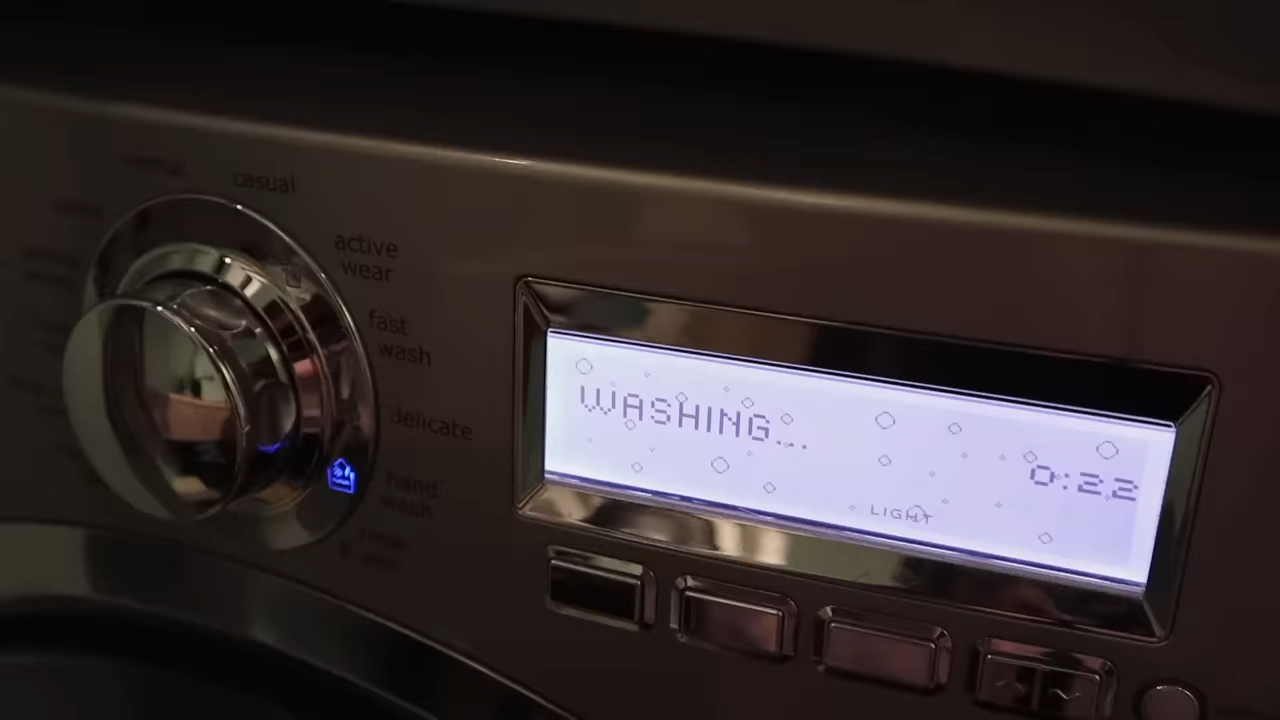 casual
active
wear
fast
wash
delicate
hand
wash
WASHING...
0:22
LIGHT